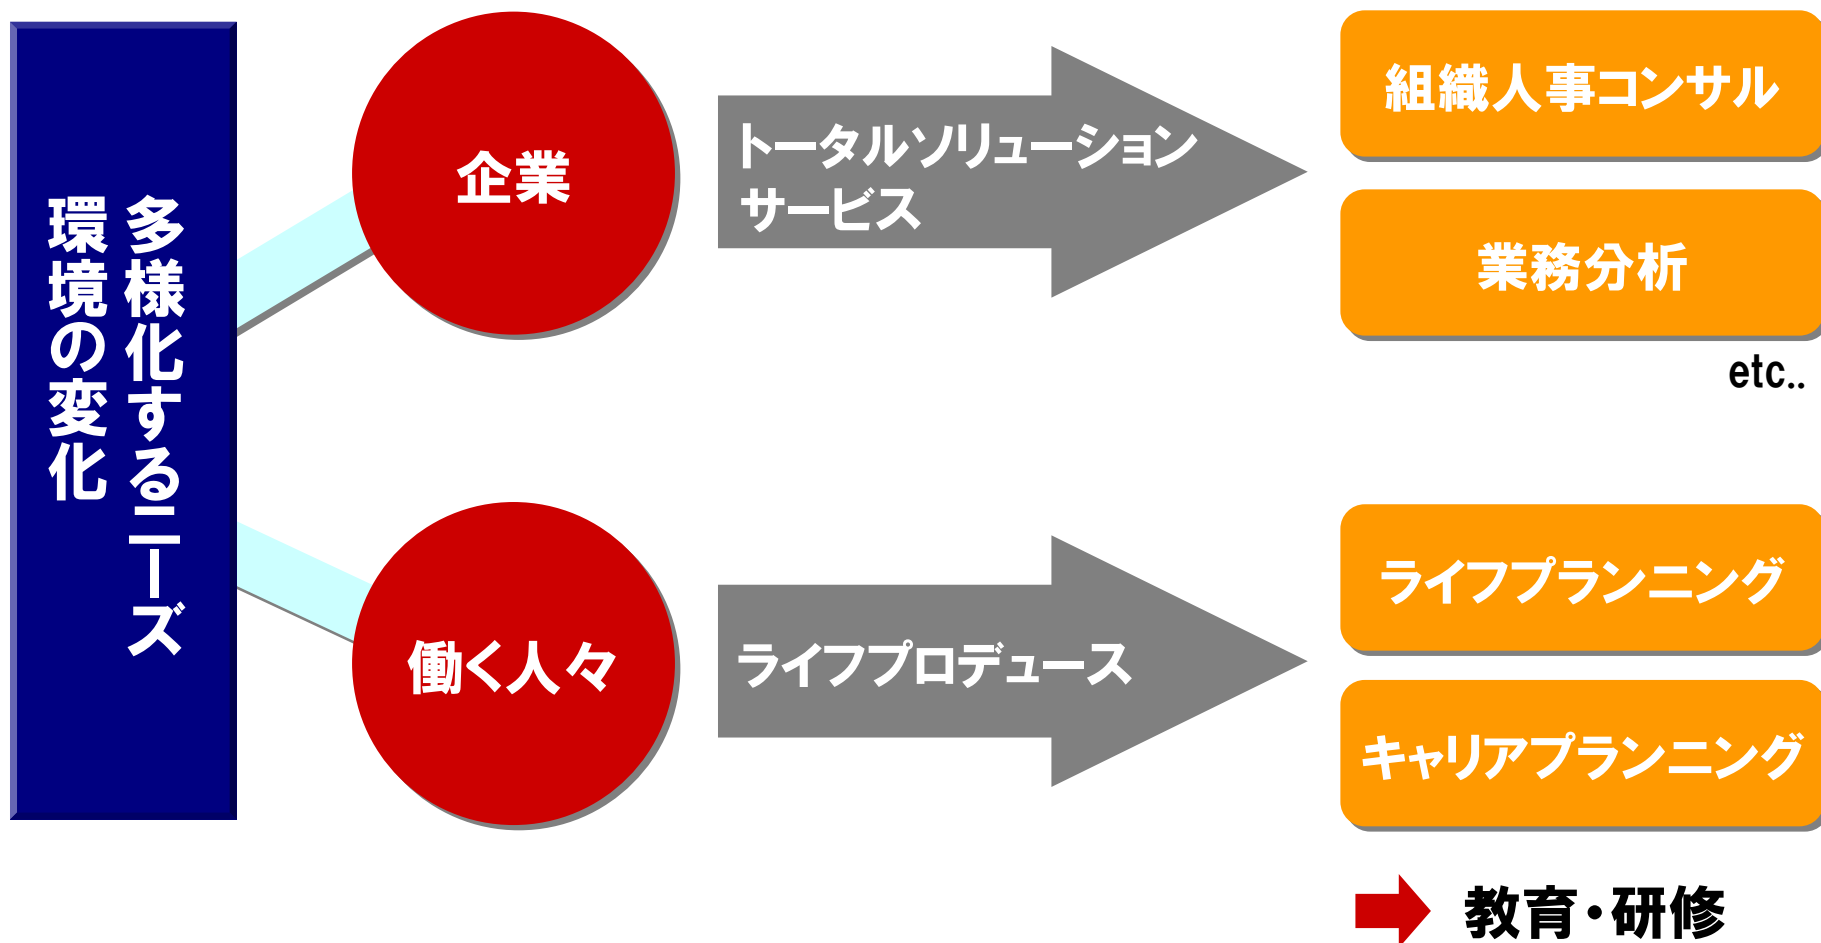 多様化するニーズ
環境の変化
企業
トータルソリューション
サービス
組織人事コンサル
業務分析
etc..
働く人々
ライフプロデュース
ライフプランニング
キャリアプランニング
教育・研修